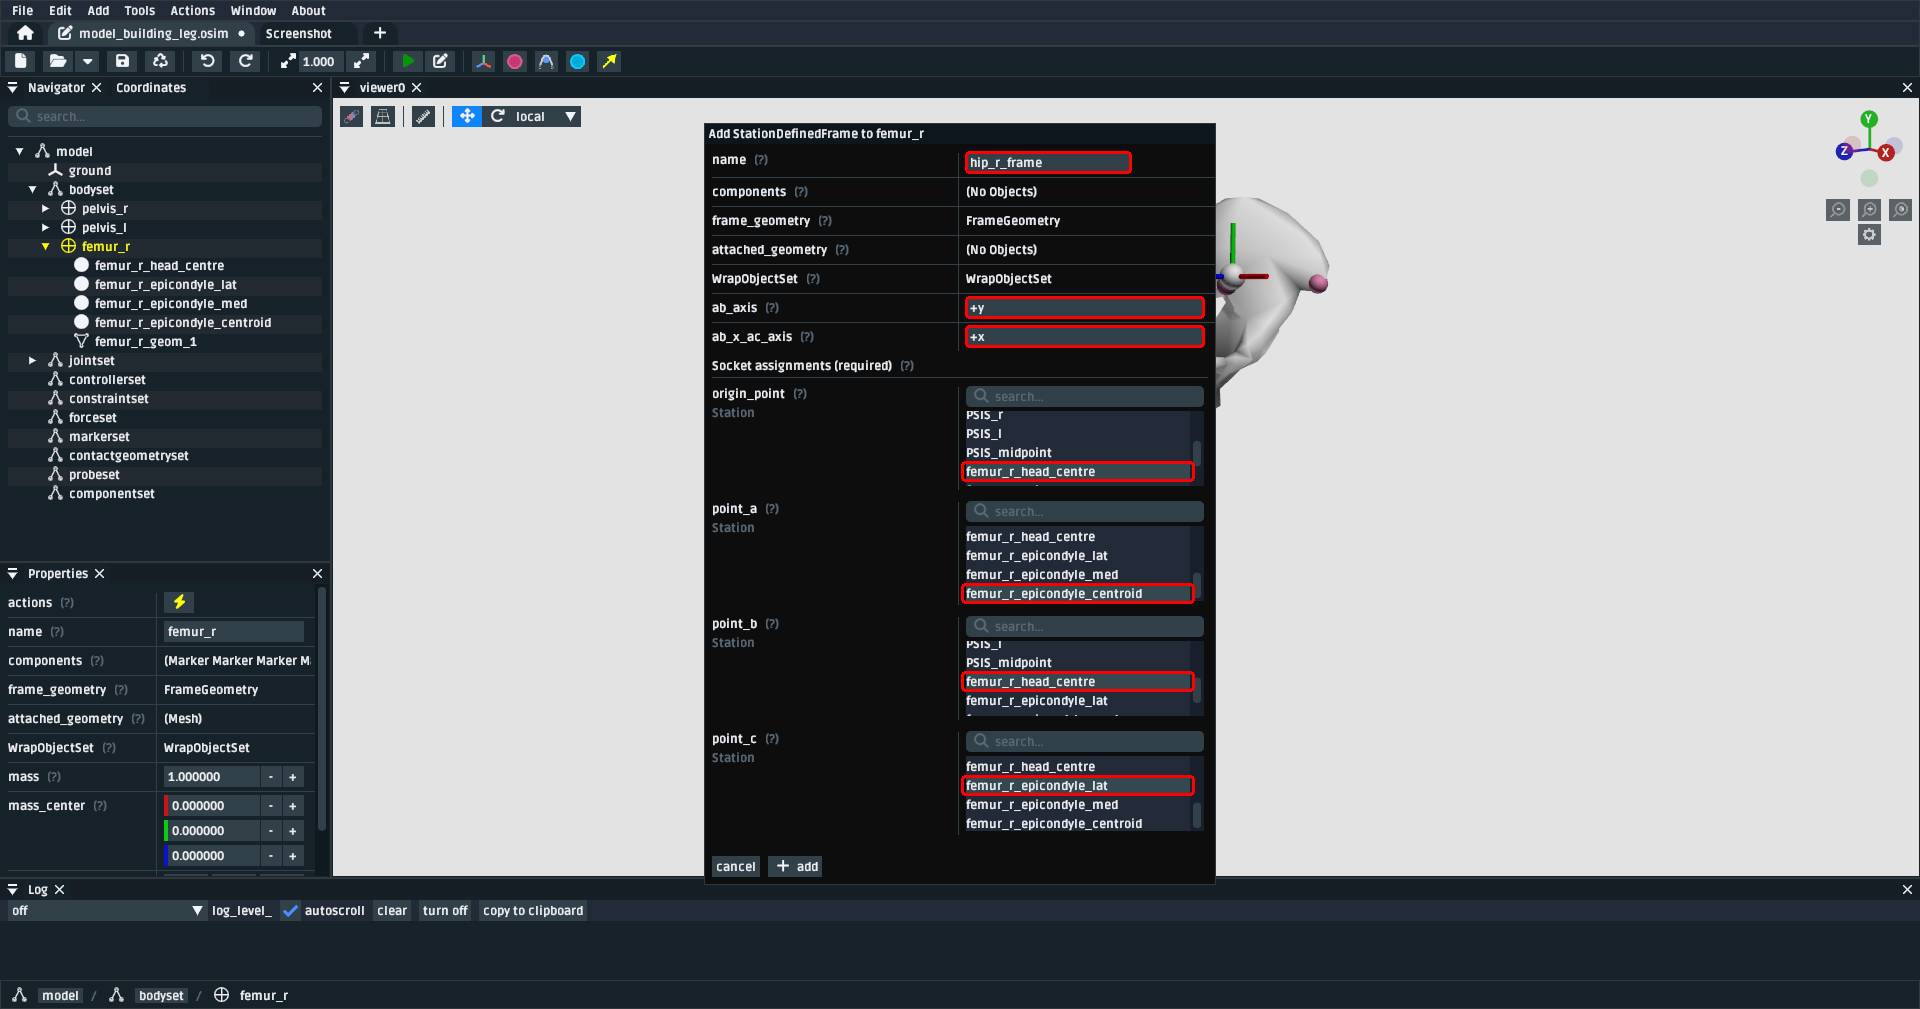 File Edit Add Tools Actions Window About
model_building_leg.osim
Screenshot
1.000
Navigator
Coordinates
search...
model
ground
bodyset
pelvis_r
pelvis_l
femur_r
femur_r_head_centre
femur_r_epicondyle_lat
femur_r_epicondyle_med
femur_r_epicondyle_centroid
femur_r_geom_1
jointset
controllerset
constraintset
forceset
markerset
contactgeometryset
probeset
componentset
Properties
actions (?)
name (?) femur_r
components (?) (Marker Marker Marker M
frame_geometry (?) FrameGeometry
attached_geometry (?) (Mesh)
WrapObjectSet (?) WrapObjectSet
mass (?) 1.000000 - +
mass_center (?) 0.000000 - +
0.000000 - +
0.000000 - +
viewer0
local
Y
Z
X
Add StationDefinedFrame to femur_r
name (?) hip_r_frame
components (?) (No Objects)
frame_geometry (?) FrameGeometry
attached_geometry (?) (No Objects)
WrapObjectSet (?) WrapObjectSet
ab_axis (?) +y
ab_x_ac_axis (?) +x
Socket assignments (required) (?)
origin_point (?)
Station
search...
PSIS_r
PSIS_l
PSIS_midpoint
femur_r_head_centre
point_a (?)
Station
search...
femur_r_head_centre
femur_r_epicondyle_lat
femur_r_epicondyle_med
femur_r_epicondyle_centroid
point_b (?)
Station
search...
PSIS_l
PSIS_midpoint
femur_r_head_centre
femur_r_epicondyle_lat
point_c (?)
Station
search...
femur_r_head_centre
femur_r_epicondyle_lat
femur_r_epicondyle_med
femur_r_epicondyle_centroid
cancel
+ add
Log
off
log_level_
autoscroll
clear
turn off
copy to clipboard
model / bodyset / femur_r